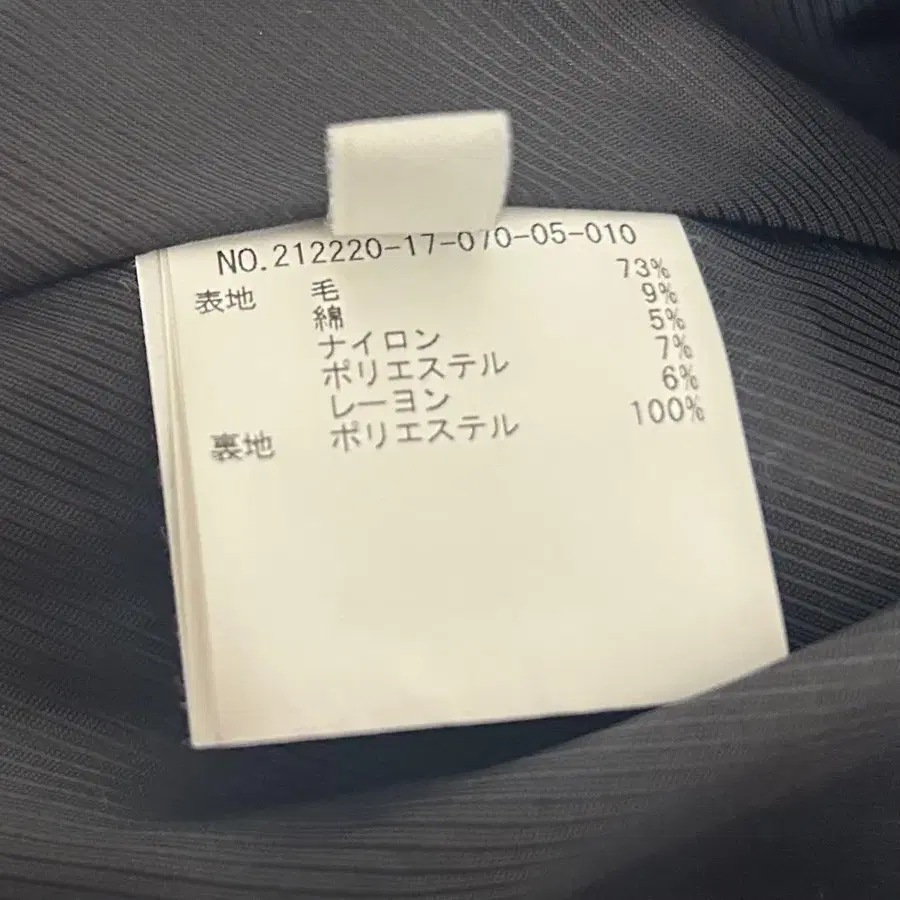 NO.212220-17-070-05-010
表地 毛 73%
綿 9%
ナイロン 5%
ポリエステル 7%
レーヨン 6%
裏地 ポリエステル 100%